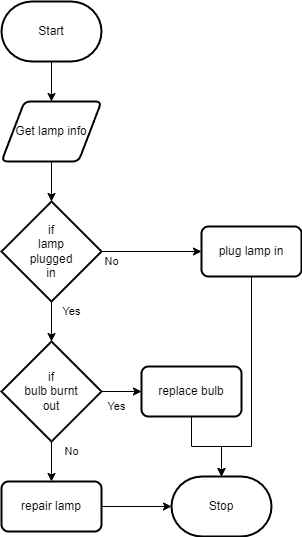 Start
Get lamp info
if
lamp
plugged
in
No
plug lamp in
Yes
if
bulb burnt
out
Yes
replace bulb
No
repair lamp
Stop